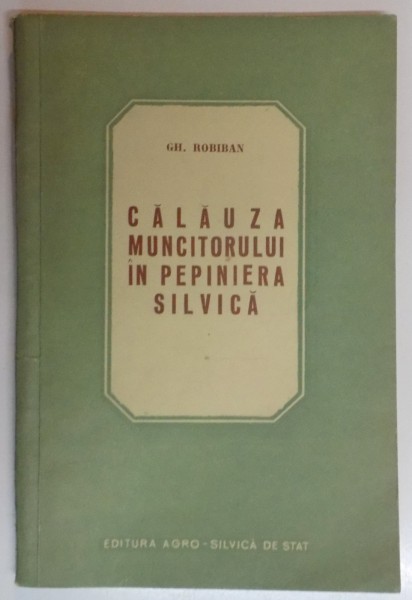 GH. ROBIBAN
CĂLĂUZA
MUNCITORULUI
ÎN PEPINIERA
SILVICĂ
EDITURA AGRO-SILVICĂ DE STAT